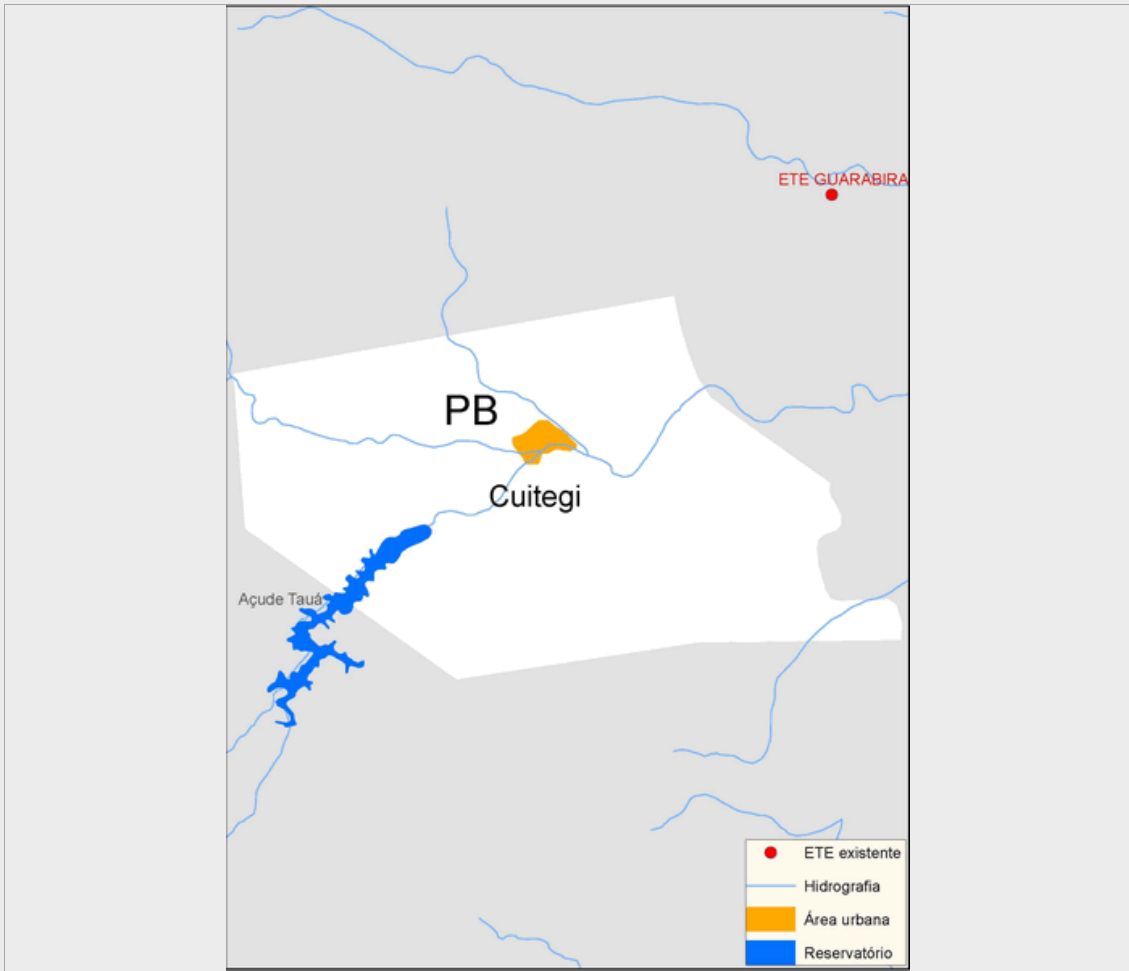 ETE GUARABIRA
PB
Cuitegi
Açude Tauá
ETE existente
Hidrografia
Área urbana
Reservatório